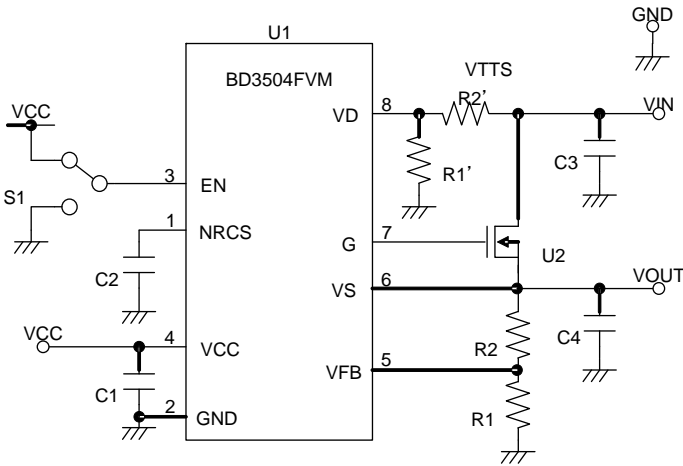 GND
U1
BD3504FVM
VTTS
VCC
VD
8
R2’
VIN
S1
3
EN
R1’
C3
1
NRCS
G
7
U2
C2
VS
6
VOUT
VCC
4
VCC
R2
C4
VFB
5
C1
2
GND
R1